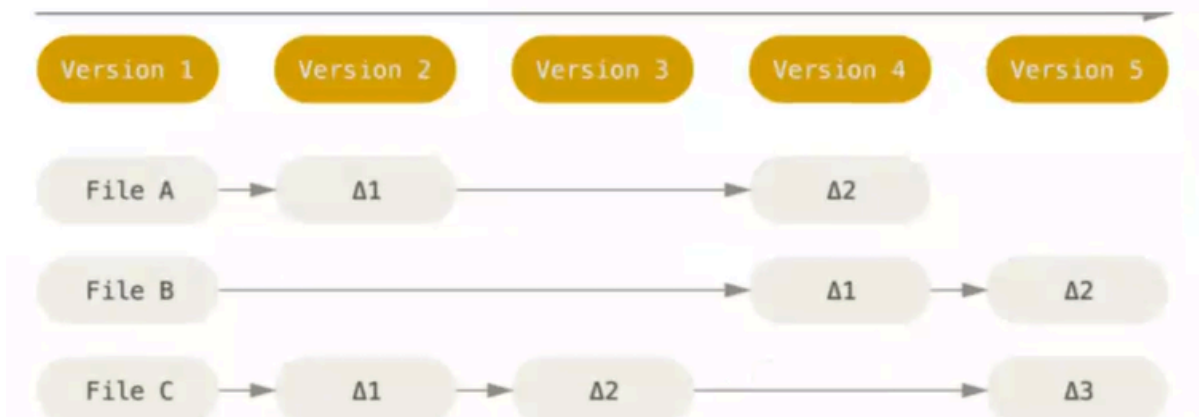 Version 1 Version 2 Version 3 Version 4 Version 5
File A Δ1 Δ2
File B Δ1 Δ2
File C Δ1 Δ2 Δ3